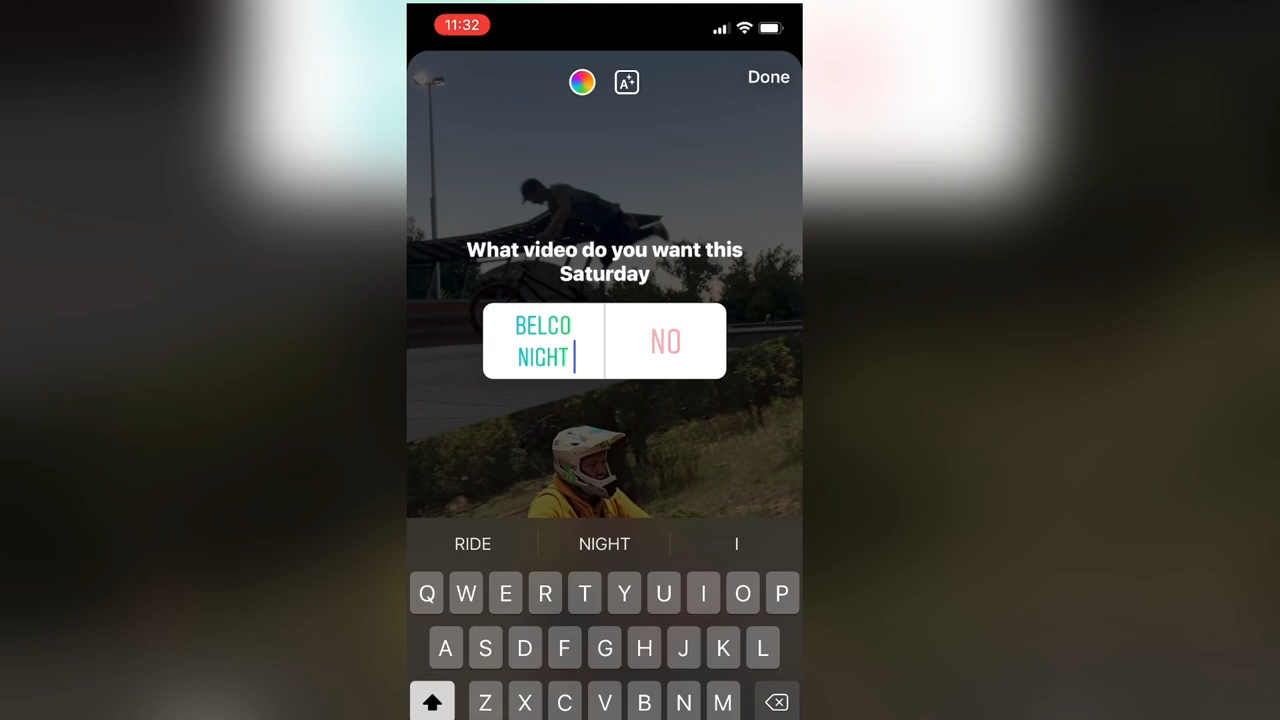 11:32
Done
What video do you want this
Saturday
BELCO
NIGHT
NO
RIDE NIGHT I
Q W E R T Y U I O P
A S D F G H J K L
Z X C V B N M